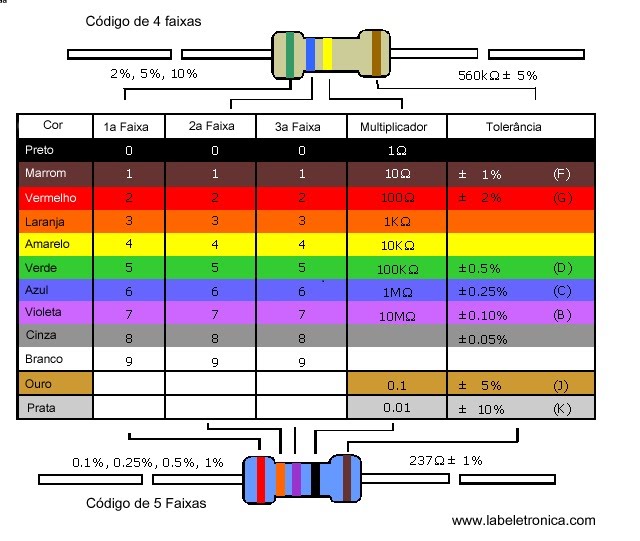 Código de 4 faixas
2%, 5%, 10%
560kΩ ± 5%
Cor 1a Faixa 2a Faixa 3a Faixa Multiplicador Tolerância
Preto 0 0 0 1Ω
Marrom 1 1 1 10Ω ± 1% (F)
Vermelho 2 2 2 100Ω ± 2% (G)
Laranja 3 3 3 1KΩ
Amarelo 4 4 4 10KΩ
Verde 5 5 5 100KΩ ±0.5% (D)
Azul 6 6 6 1MΩ ±0.25% (C)
Violeta 7 7 7 10MΩ ±0.10% (B)
Cinza 8 8 8 ±0.05%
Branco 9 9 9
Ouro 0.1 ± 5% (J)
Prata 0.01 ± 10% (K)
0.1%, 0.25%, 0.5%, 1%
237Ω ± 1%
Código de 5 Faixas
www.labeletronica.com